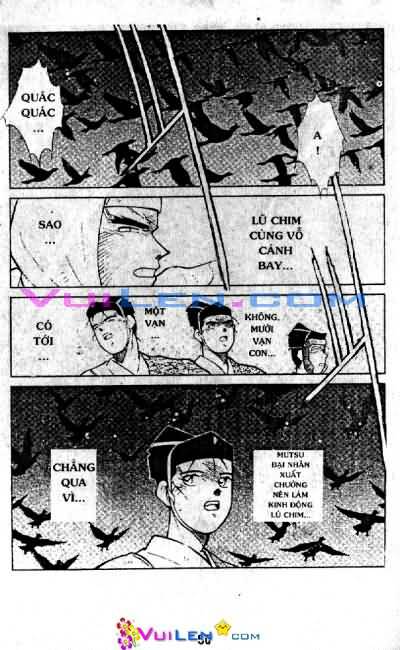 QUÁC
QUÁC
...
A
!
SAO
...
LŨ CHIM
CÙNG VỖ
CÁNH
BAY...
VuiLen.com
CÓ
TỚI
...
MỘT
VẠN
...
KHÔNG,
MƯỜI
VẠN
CON...
CHẲNG
QUA
VÌ...
MUTSU
ĐẠI NHÂN
XUẤT
CHƯỞNG
NÊN LÀM
KINH ĐỘNG
LŨ CHIM...
VuiLen.com